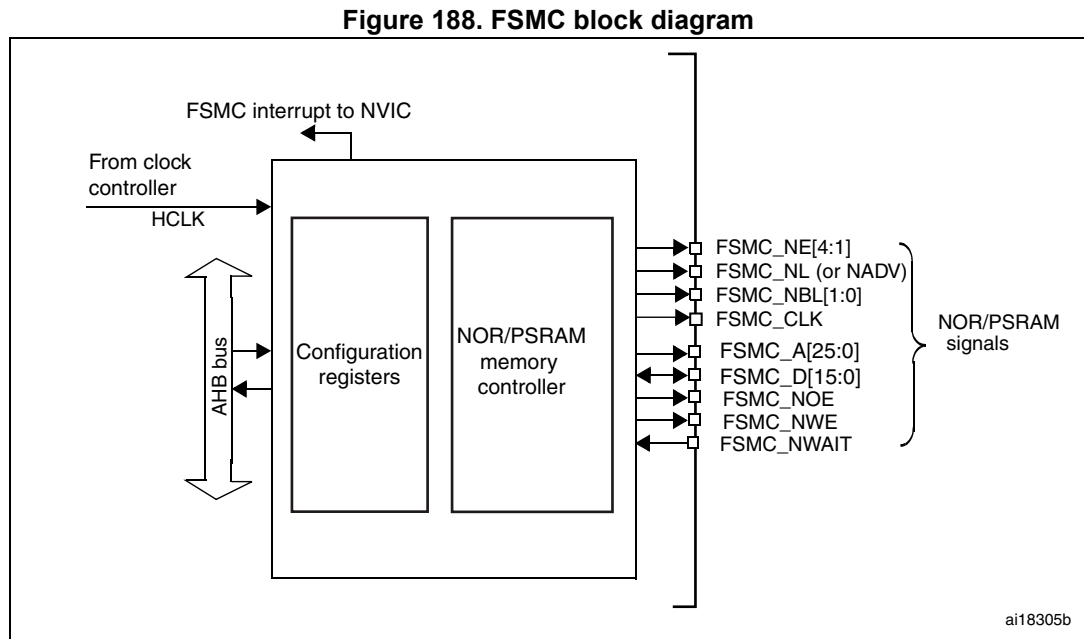 Figure 188. FSMC block diagram
FSMC interrupt to NVIC
From clock
controller
HCLK
AHB bus
Configuration
registers
NOR/PSRAM
memory
controller
FSMC_NE[4:1]
FSMC_NL (or NADV)
FSMC_NBL[1:0]
FSMC_CLK
FSMC_A[25:0]
FSMC_D[15:0]
FSMC_NOE
FSMC_NWE
FSMC_NWAIT
NOR/PSRAM
signals
ai18305b